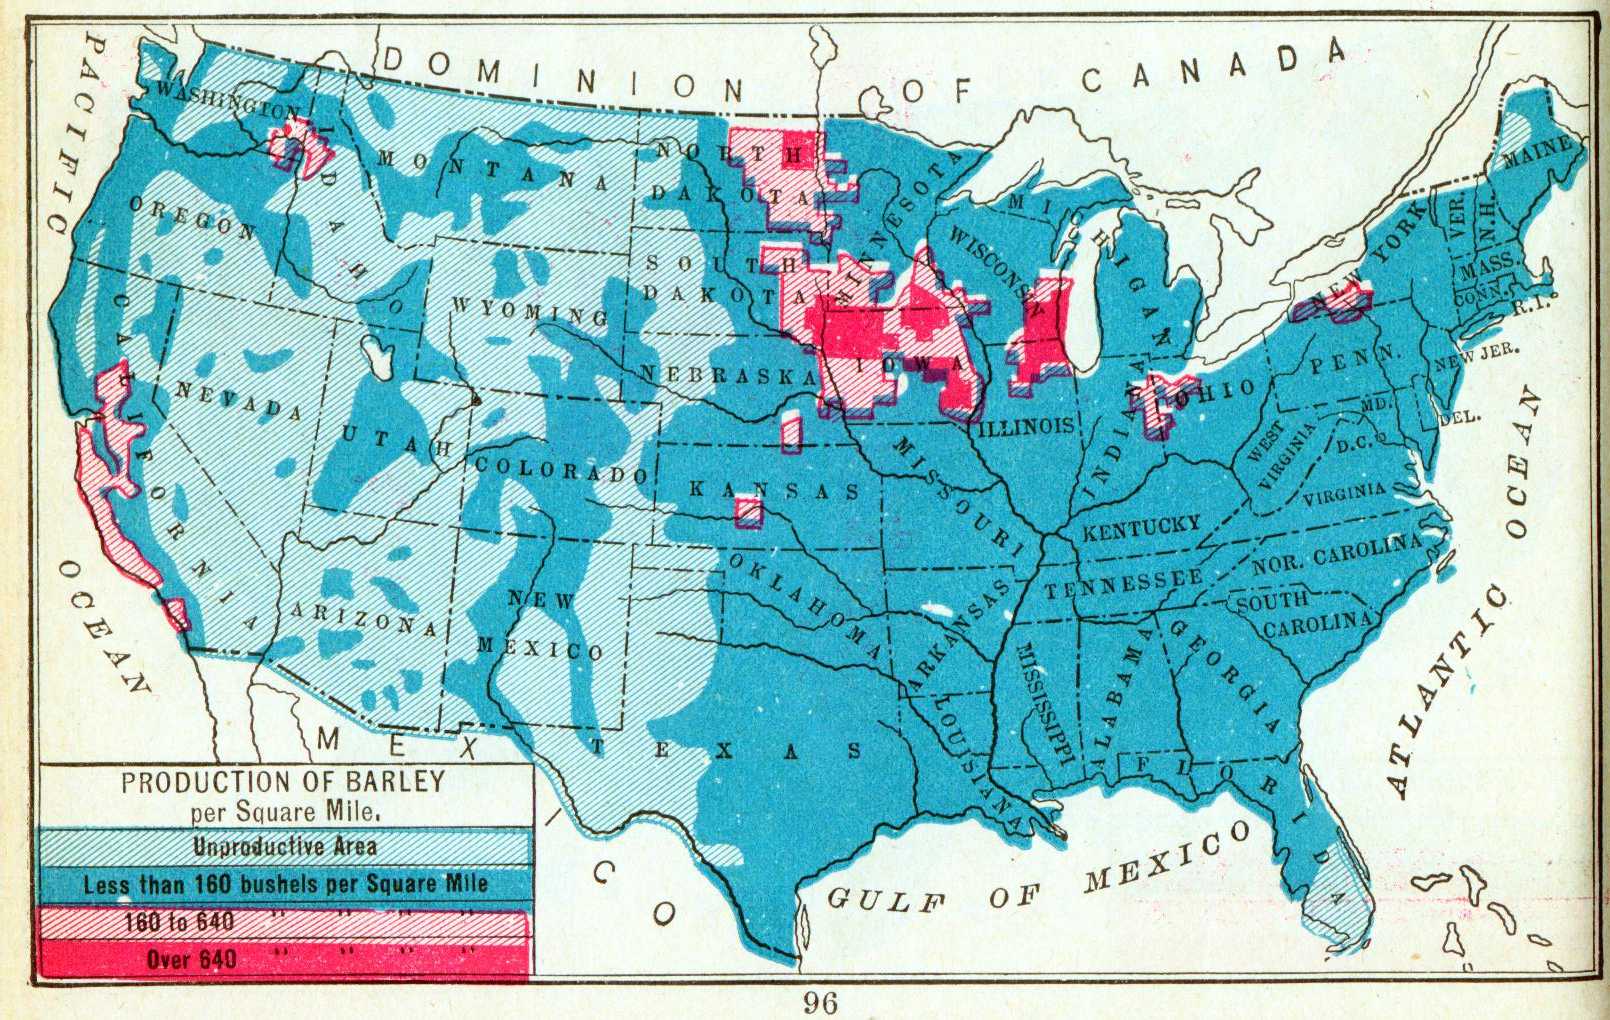 DOMINION OF CANADA
PACIFIC
OCEAN
WASHINGTON
OREGON
IDAHO
MONTANA
NORTH
DAKOTA
SOUTH
DAKOTA
MINNESOTA
WISCONSIN
MICHIGAN
MAINE
VER.
N.H.
MASS.
CONN.
R.I.
NEW YORK
NEW JER.
PENN.
MD.
DEL.
D.C.
CALIFORNIA
NEVADA
UTAH
WYOMING
COLORADO
NEBRASKA
IOWA
KANSAS
ILLINOIS
INDIANA
OHIO
WEST
VIRGINIA
VIRGINIA
MISSOURI
KENTUCKY
TENNESSEE
NOR. CAROLINA
SOUTH
CAROLINA
ARIZONA
NEW
MEXICO
OKLAHOMA
ARKANSAS
TEXAS
LOUISIANA
MISSISSIPPI
ALABAMA
GEORGIA
FLORIDA
MEXICO
GULF OF MEXICO
ATLANTIC OCEAN
PRODUCTION OF BARLEY
per Square Mile.
Unproductive Area
Less than 160 bushels per Square Mile
160 to 640 " " "
Over 640 " " " "
96